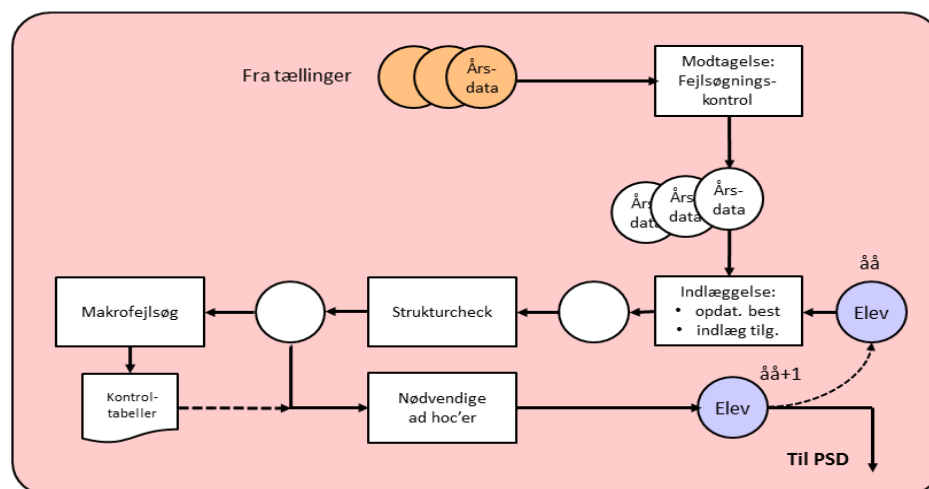 Fra tællinger
Års-
data
Modtagelse:
Fejlsøgnings-
kontrol
Års
data
Års
data
Års-
data
åå
Makrofejlsøg
Strukturcheck
Indlæggelse:
• opdat. best
• indlæg tilg.
Elev
Kontrol-
tabeller
Nødvendige
ad hoc'er
åå+1
Elev
Til PSD